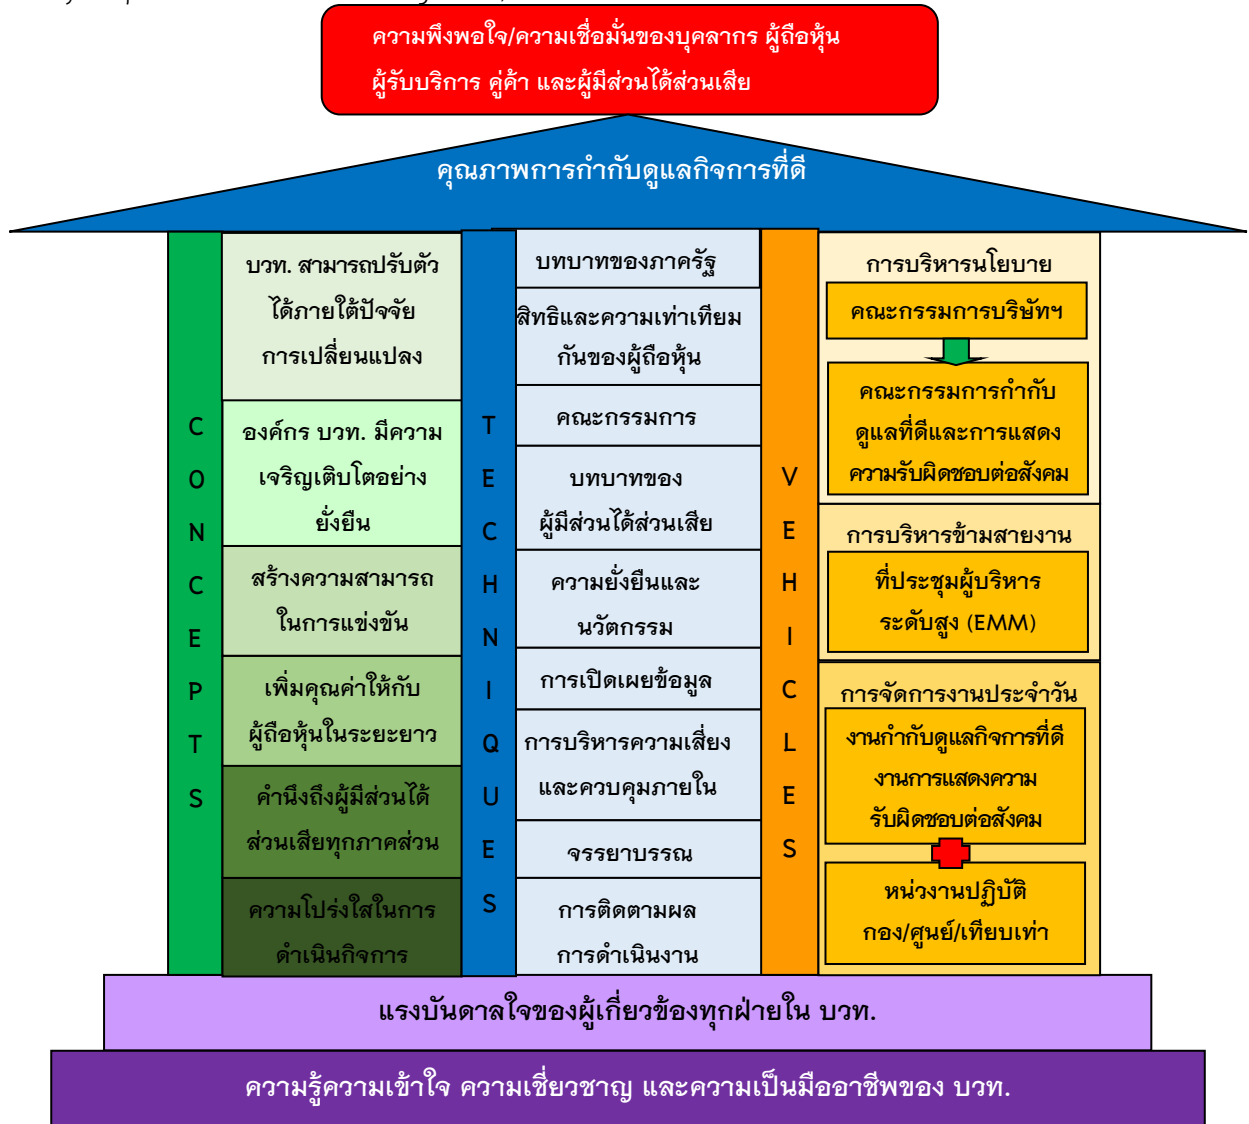 ความพึงพอใจ/ความเชื่อมั่นของบุคลากร ผู้ถือหุ้น
ผู้รับบริการ คู่ค้า และผู้มีส่วนได้ส่วนเสีย
คุณภาพการกำกับดูแลกิจการที่ดี
CONCEPTS
บวท. สามารถปรับตัว
ได้ภายใต้ปัจจัย
การเปลี่ยนแปลง
องค์กร บวท. มีความ
เจริญเติบโตอย่าง
ยั่งยืน
สร้างความสามารถ
ในการแข่งขัน
เพิ่มคุณค่าให้กับ
ผู้ถือหุ้นในระยะยาว
คำนึงถึงผู้มีส่วนได้
ส่วนเสียทุกภาคส่วน
ความโปร่งใสในการ
ดำเนินกิจการ
TECHNIQUES
บทบาทของภาครัฐ
สิทธิและความเท่าเทียม
กันของผู้ถือหุ้น
คณะกรรมการ
บทบาทของ
ผู้มีส่วนได้ส่วนเสีย
ความยั่งยืนและ
นวัตกรรม
การเปิดเผยข้อมูล
การบริหารความเสี่ยง
และควบคุมภายใน
จรรยาบรรณ
การติดตามผล
การดำเนินงาน
VEHICLES
การบริหารนโยบาย
คณะกรรมการบริษัทฯ
คณะกรรมการกำกับ
ดูแลที่ดีและการแสดง
ความรับผิดชอบต่อสังคม
การบริหารข้ามสายงาน
ที่ประชุมผู้บริหาร
ระดับสูง (EMM)
การจัดการงานประจำวัน
งานกำกับดูแลกิจการที่ดี
งานการแสดงความ
รับผิดชอบต่อสังคม
หน่วงานปฏิบัติ
กอง/ศูนย์/เทียบเท่า
แรงบันดาลใจของผู้เกี่ยวข้องทุกฝ่ายใน บวท.
ความรู้ความเข้าใจ ความเชี่ยวชาญ และความเป็นมืออาชีพของ บวท.